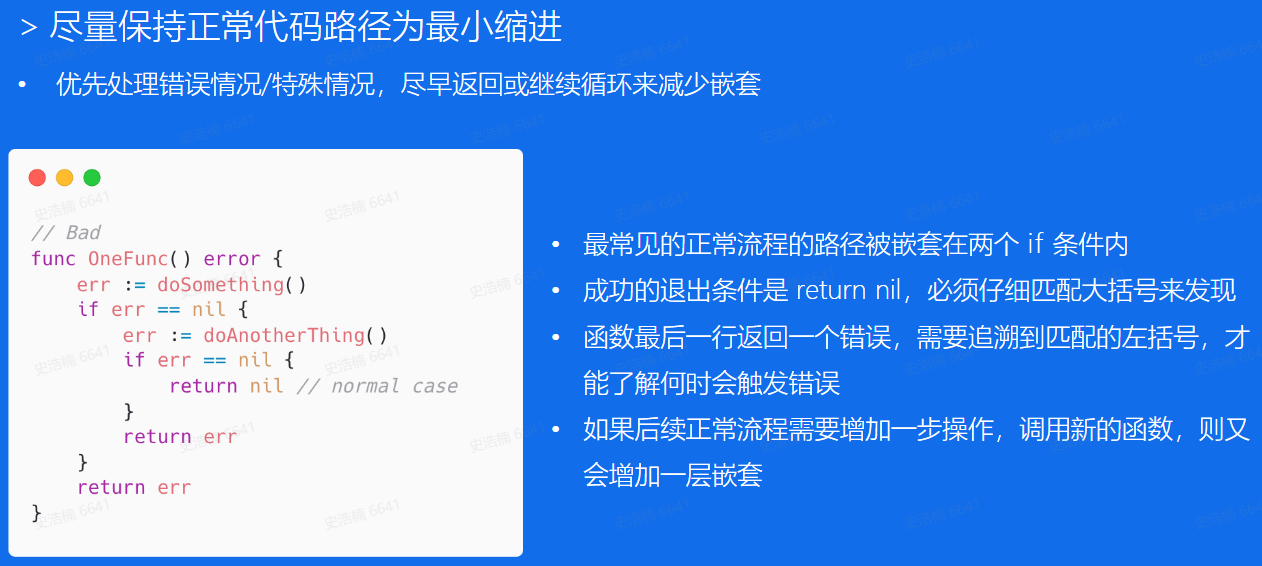 > 尽量保持正常代码路径为最小缩进
• 优先处理错误情况/特殊情况，尽早返回或继续循环来减少嵌套
// Bad
func OneFunc() error {
    err := doSomething()
    if err == nil {
        err := doAnotherThing()
        if err == nil {
            return nil // normal case
        }
        return err
    }
    return err
}
• 最常见的正常流程的路径被嵌套在两个 if 条件内
• 成功的退出条件是 return nil，必须仔细匹配大括号来发现
• 函数最后一行返回一个错误，需要追溯到匹配的左括号，才
能了解何时会触发错误
• 如果后续正常流程需要增加一步操作，调用新的函数，则又
会增加一层嵌套
史浩楠 6641